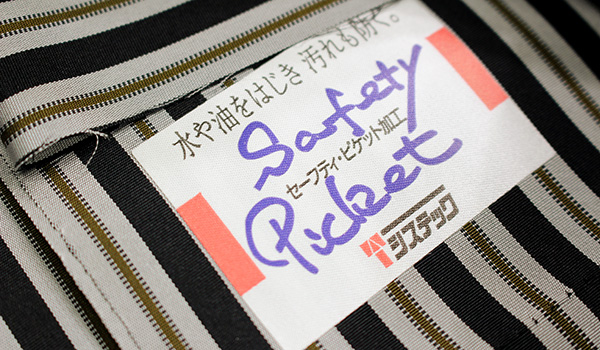 水や油をはじき 汚れも防ぐ。
Safety
セーフティ・ピケット加工
Picket
システック